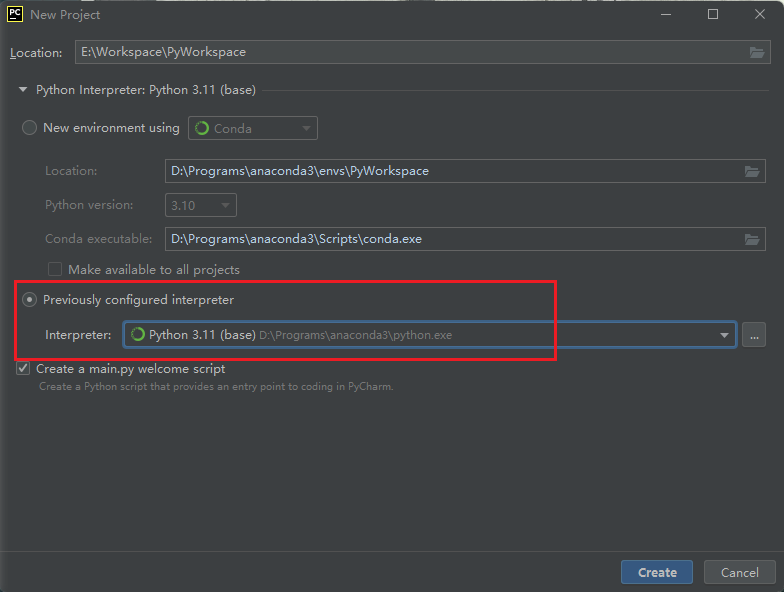 PC New Project
Location: E:\Workspace\PyWorkspace
Python Interpreter: Python 3.11 (base)
New environment using Conda
Location: D:\Programs\anaconda3\envs\PyWorkspace
Python version: 3.10
Conda executable: D:\Programs\anaconda3\Scripts\conda.exe
Make available to all projects
Previously configured interpreter
Interpreter: Python 3.11 (base) D:\Programs\anaconda3\python.exe ...
Create a main.py welcome script
Create a Python script that provides an entry point to coding in PyCharm.
Create Cancel